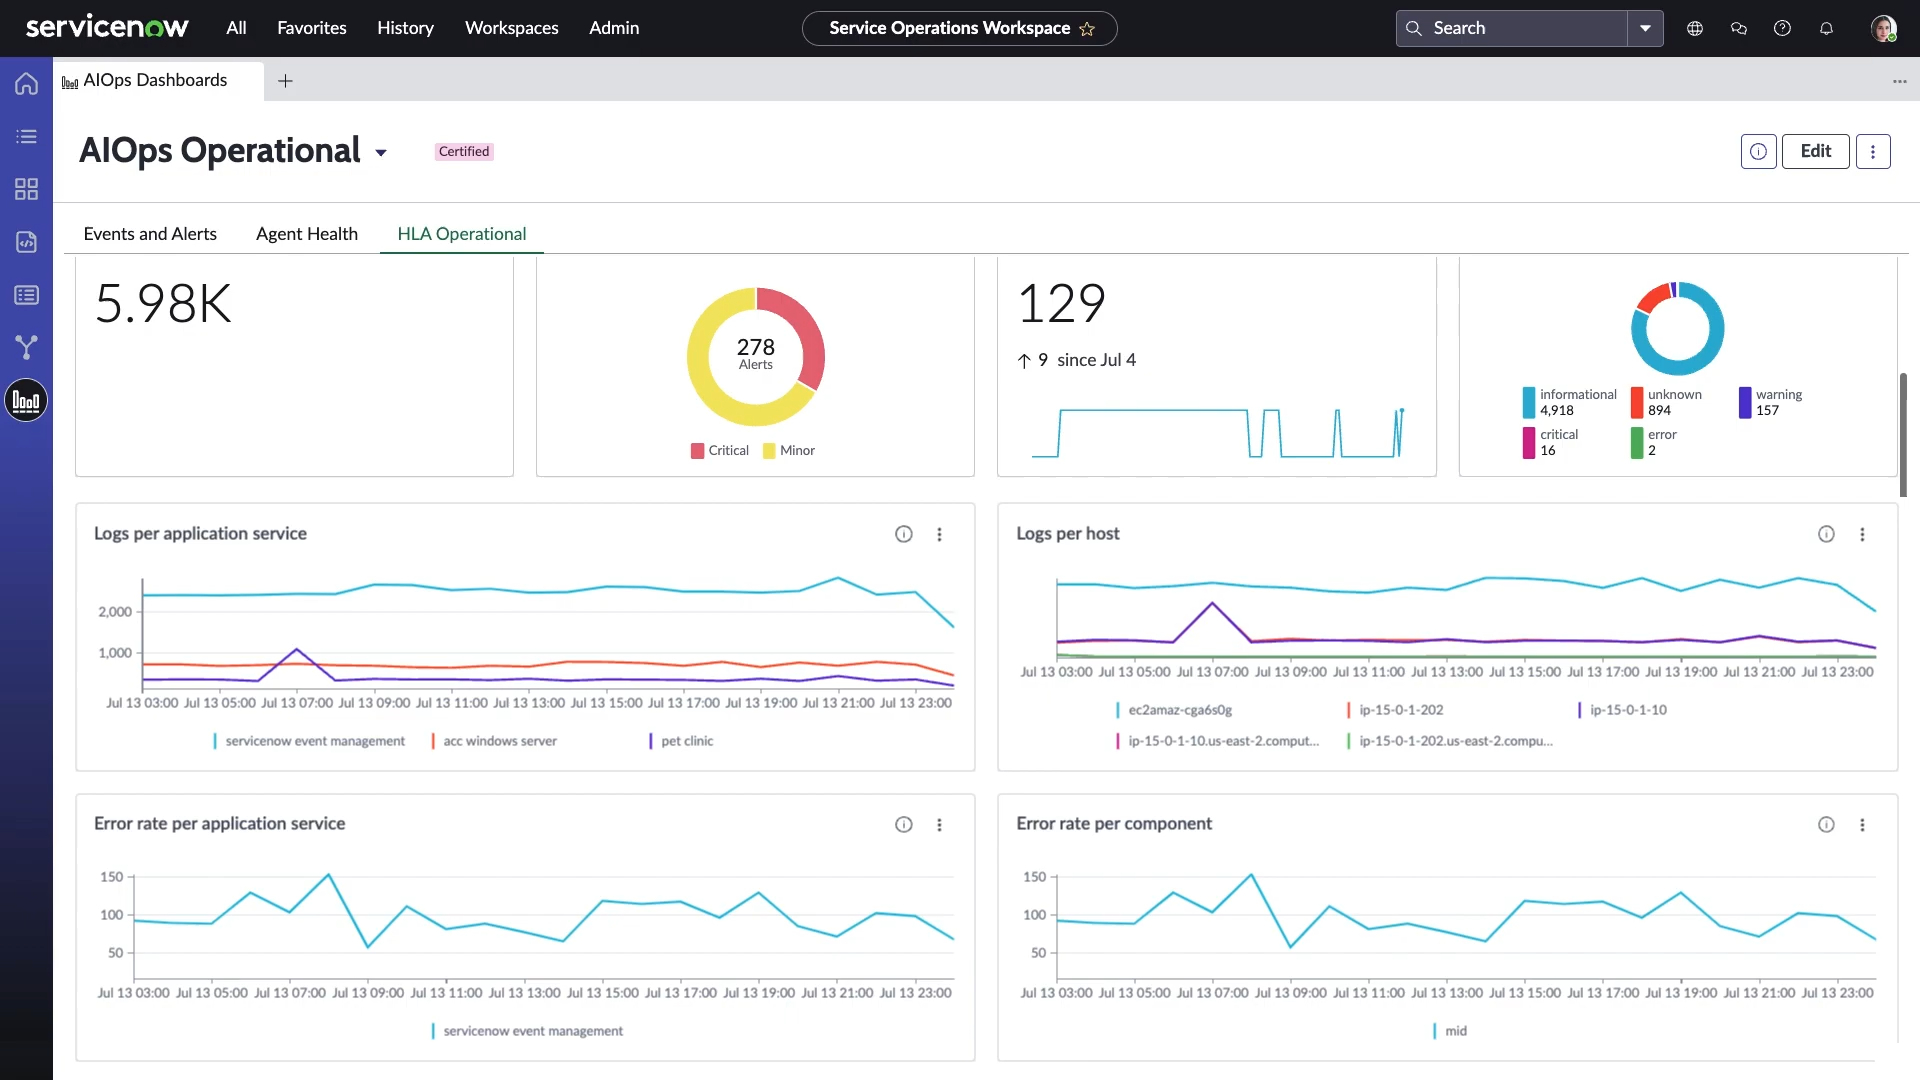 servicenow
All Favorites History Workspaces Admin
Service Operations Workspace
Search
AIOps Dashboards
AIOps Operational
Certified
Edit
Events and Alerts Agent Health HLA Operational
5.98K
278
Alerts
Critical Minor
129
9 since Jul 4
informational
4,918
unknown
894
warning
157
critical
16
error
2
Logs per application service
2,000
1,000
Jul 13 03:00 Jul 13 05:00 Jul 13 07:00 Jul 13 09:00 Jul 13 11:00 Jul 13 13:00 Jul 13 15:00 Jul 13 17:00 Jul 13 19:00 Jul 13 21:00 Jul 13 23:00
servicenow event management acc windows server pet clinic
Logs per host
Jul 13 03:00 Jul 13 05:00 Jul 13 07:00 Jul 13 09:00 Jul 13 11:00 Jul 13 13:00 Jul 13 15:00 Jul 13 17:00 Jul 13 19:00 Jul 13 21:00 Jul 13 23:00
ec2amaz-cga6s0g ip-15-0-1-202 ip-15-0-1-10
ip-15-0-1-10.us-east-2.comput... ip-15-0-1-202.us-east-2.compu...
Error rate per application service
150
100
50
Jul 13 03:00 Jul 13 05:00 Jul 13 07:00 Jul 13 09:00 Jul 13 11:00 Jul 13 13:00 Jul 13 15:00 Jul 13 17:00 Jul 13 19:00 Jul 13 21:00 Jul 13 23:00
servicenow event management
Error rate per component
150
100
50
Jul 13 03:00 Jul 13 05:00 Jul 13 07:00 Jul 13 09:00 Jul 13 11:00 Jul 13 13:00 Jul 13 15:00 Jul 13 17:00 Jul 13 19:00 Jul 13 21:00 Jul 13 23:00
mid